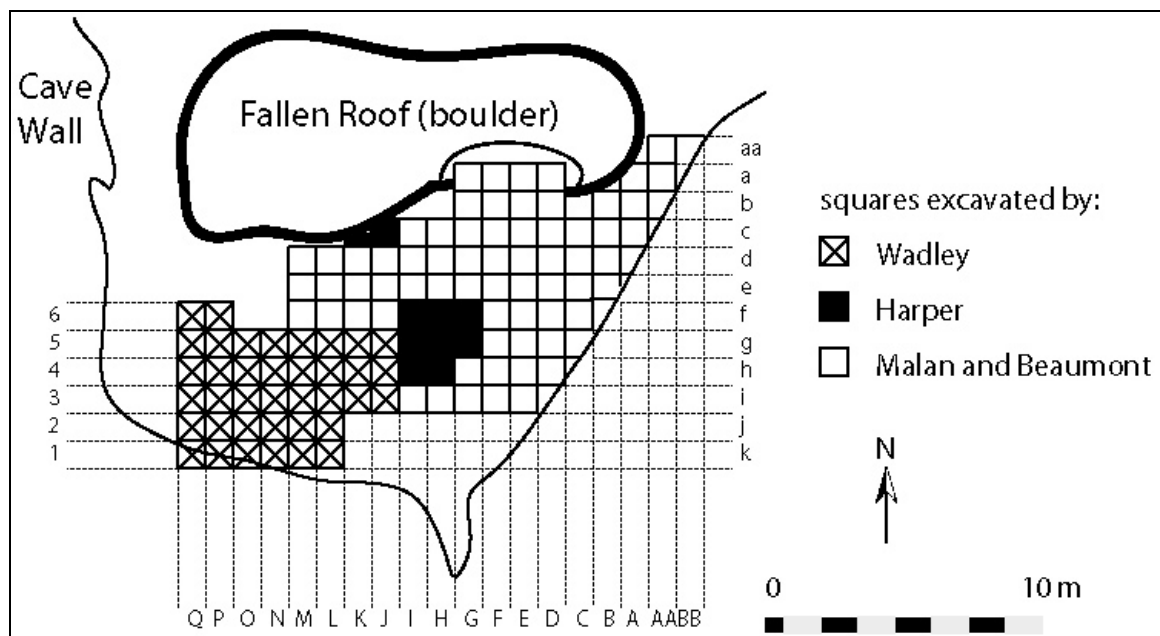 Cave
Wall
Fallen Roof (boulder)
aa
a
b
c
d
e
f
g
h
i
j
k
6
5
4
3
2
1
squares excavated by:
Wadley
Harper
Malan and Beaumont
N
0 10 m
Q P O N M L K J I H G F E D C B A AA BB